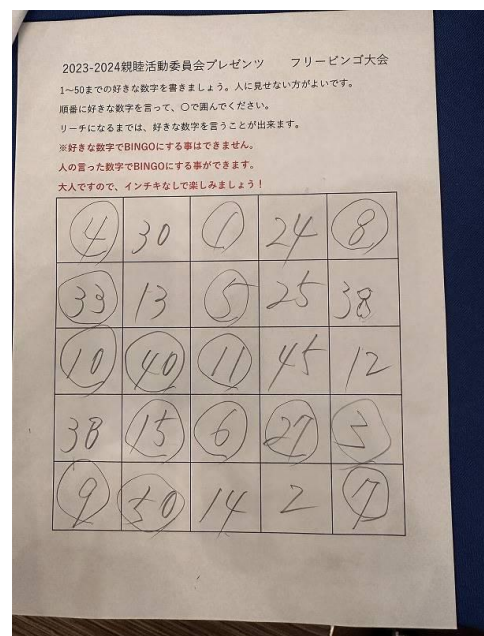 2023-2024親睦活動委員会プレゼンツ　フリービンゴ大会
1～50までの好きな数字を書きましょう。人に見せない方がよいです。
順番に好きな数字を言って、〇で囲んでください。
リーチになるまでは、好きな数字を言うことが出来ます。
※好きな数字でBINGOにする事はできません。
人の言った数字でBINGOにする事ができます。
大人ですので、インチキなしで楽しみましょう！
4 30 1 24 8
33 13 5 25 38
10 40 11 45 12
38 15 6 27 3
9 50 14 2 7